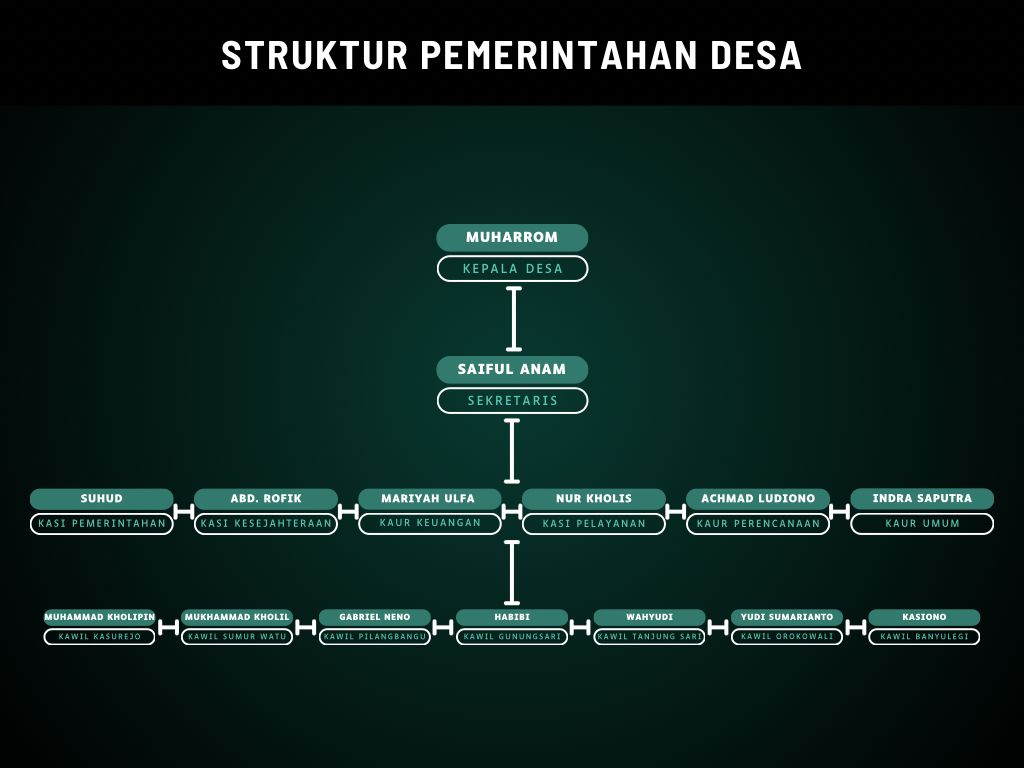 STRUKTUR PEMERINTAHAN DESA
MUHARROM
KEPALA DESA
SAIFUL ANAM
SEKRETARIS
SUHUD
KASI PEMERINTAHAN
ABD. ROFIK
KASI KESEJAHTERAAN
MARIYAH ULFA
KAUR KEUANGAN
NUR KHOLIS
KASI PELAYANAN
ACHMAD LUDIONO
KAUR PERENCANAAN
INDRA SAPUTRA
KAUR UMUM
MUHAMMAD KHOLIPIN
KAWIL KASUREJO
MUKHAMMAD KHOLIL
KAWIL SUMUR WATU
GABRIEL NENO
KAWIL PILANGBANGU
HABIBI
KAWIL GUNUNGSARI
WAHYUDI
KAWIL TANJUNG SARI
YUDI SUMARIANTO
KAWIL OROKOWALI
KASIONO
KAWIL BANYULEGI